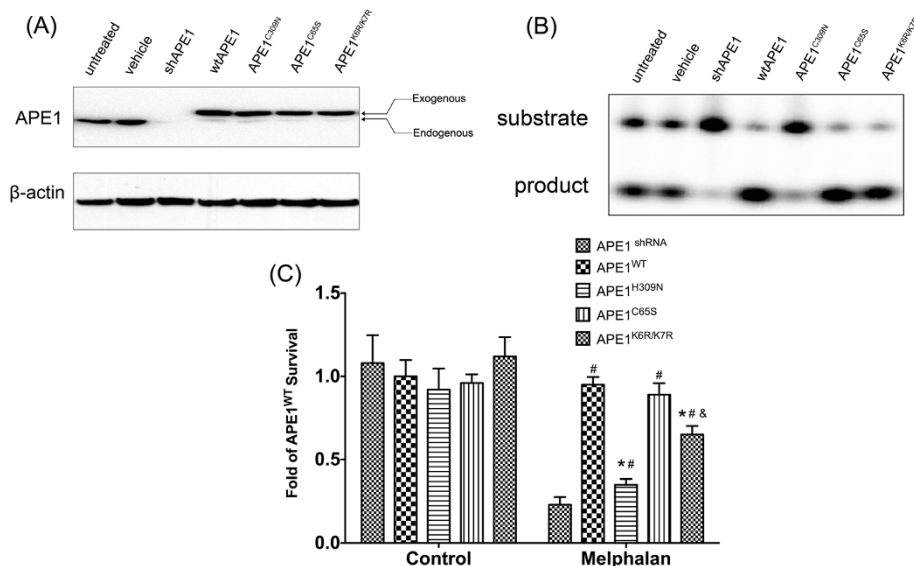 (A)
untreated
vehicle
shAPE1
wtAPE1
APE1C309N
APE1C65S
APE1K6R/K7R
APE1
Exogenous
Endogenous
β-actin
(B)
untreated
vehicle
shAPE1
wtAPE1
APE1C309N
APE1C65S
APE1K6R/K7R
substrate
product
(C)
APE1 shRNA
APE1WT
APE1H309N
APE1C65S
APE1K6R/K7R
Fold of APE1WT Survival
1.5
1.0
0.5
0.0
#
*#
#
*# &
Control
Melphalan